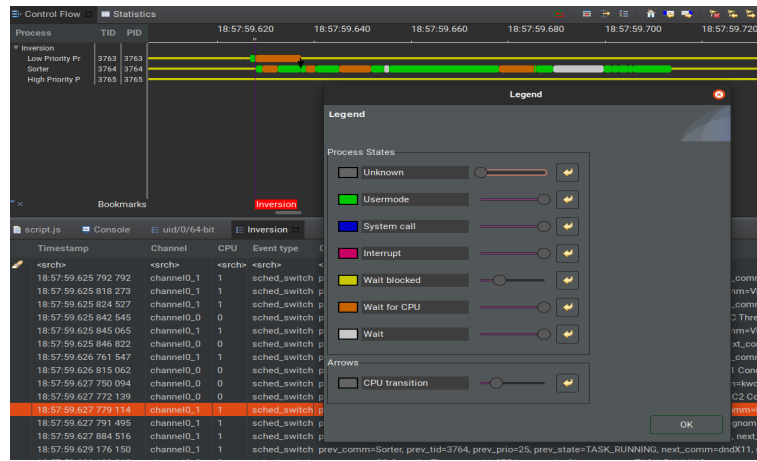 Control Flow Statistics
Process TID PID 18:57:59.620 18:57:59.640 18:57:59.660 18:57:59.680 18:57:59.700 18:57:59.720
Inversion
Low Priority Pr 3763 3763
Sorter 3764 3764
High Priority P 3765 3765
Bookmarks Inversion
Legend
Legend
Process States
Unknown
Usermode
System call
Interrupt
Wait blocked
Wait for CPU
Wait
Arrows
CPU transition
OK
script.js Console uid/0/64-bit Inversion
Timestamp Channel CPU Event type
<srch> <srch> <srch> <srch>
18:57:59.625 792 792 channel0_1 1 sched_switch
18:57:59.625 818 273 channel0_1 1 sched_switch
18:57:59.625 824 527 channel0_1 1 sched_switch
18:57:59.625 842 545 channel0_0 0 sched_switch
18:57:59.625 845 065 channel0_1 1 sched_switch
18:57:59.625 846 822 channel0_0 0 sched_switch
18:57:59.626 761 547 channel0_1 1 sched_switch
18:57:59.626 815 062 channel0_0 0 sched_switch
18:57:59.627 750 094 channel0_0 0 sched_switch
18:57:59.627 772 139 channel0_0 0 sched_switch
18:57:59.627 779 114 channel0_1 1 sched_switch
18:57:59.627 791 495 channel0_1 1 sched_switch
18:57:59.627 884 516 channel0_1 1 sched_switch
18:57:59.629 176 150 channel0_1 1 sched_switch prev_comm=Sorter, prev_tid=3764, prev_prio=25, prev_state=TASK_RUNNING, next_comm=dndX11,